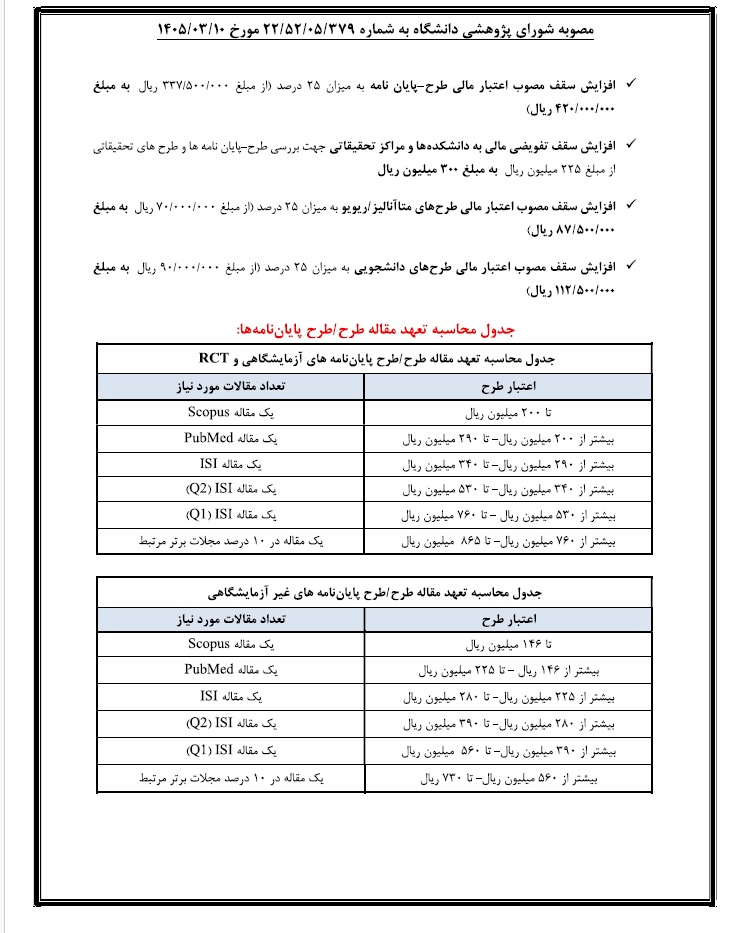 مصوبه شورای پژوهشی دانشگاه به شماره ۲۲/۵۲/۰۵/۳۷۹ مورخ ۱۴۰۵/۰۳/۱۰
✓ افزایش سقف مصوب اعتبار مالی طرح–پایان نامه به میزان ۲۵ درصد (از مبلغ ۳۳۷/۵۰۰/۰۰۰ ریال به مبلغ
۴۲۰/۰۰۰/۰۰۰ ریال)
✓ افزایش سقف تفویضی مالی به دانشکده‌ها و مراکز تحقیقاتی جهت بررسی طرح–پایان نامه ها و طرح های تحقیقاتی
از مبلغ ۲۲۵ میلیون ریال به مبلغ ۳۰۰ میلیون ریال
✓ افزایش سقف مصوب اعتبار مالی طرح‌های متاآنالیز/ریویو به میزان ۲۵ درصد (از مبلغ ۷۰/۰۰۰/۰۰۰ ریال به مبلغ
۸۷/۵۰۰/۰۰۰ ریال)
✓ افزایش سقف مصوب اعتبار مالی طرح‌های دانشجویی به میزان ۲۵ درصد (از مبلغ ۹۰/۰۰۰/۰۰۰ ریال به مبلغ
۱۱۲/۵۰۰/۰۰۰ ریال)
جدول محاسبه تعهد مقاله طرح/طرح پایان‌نامه‌ها:
جدول محاسبه تعهد مقاله طرح/طرح پایان‌نامه های آزمایشگاهی و RCT
اعتبار طرح تعداد مقالات مورد نیاز
تا ۲۰۰ میلیون ریال یک مقاله Scopus
بیشتر از ۲۰۰ میلیون ریال– تا ۲۹۰ میلیون ریال یک مقاله PubMed
بیشتر از ۲۹۰ میلیون ریال– تا ۳۴۰ میلیون ریال یک مقاله ISI
بیشتر از ۳۴۰ میلیون ریال– تا ۵۳۰ میلیون ریال یک مقاله ISI (Q2)
بیشتر از ۵۳۰ میلیون ریال – تا ۷۶۰ میلیون ریال یک مقاله ISI (Q1)
بیشتر از ۷۶۰ میلیون ریال– تا ۸۶۵ میلیون ریال یک مقاله در ۱۰ درصد مجلات برتر مرتبط
جدول محاسبه تعهد مقاله طرح/طرح پایان‌نامه های غیر آزمایشگاهی
اعتبار طرح تعداد مقالات مورد نیاز
تا ۱۴۶ میلیون ریال یک مقاله Scopus
بیشتر از ۱۴۶ ریال – تا ۲۲۵ میلیون ریال یک مقاله PubMed
بیشتر از ۲۲۵ میلیون ریال– تا ۲۸۰ میلیون ریال یک مقاله ISI
بیشتر از ۲۸۰ میلیون ریال– تا ۳۹۰ میلیون ریال یک مقاله ISI (Q2)
بیشتر از ۳۹۰ میلیون ریال– تا ۵۶۰ میلیون ریال یک مقاله ISI (Q1)
بیشتر از ۵۶۰ میلیون ریال– تا ۷۳۰ ریال یک مقاله در ۱۰ درصد مجلات برتر مرتبط